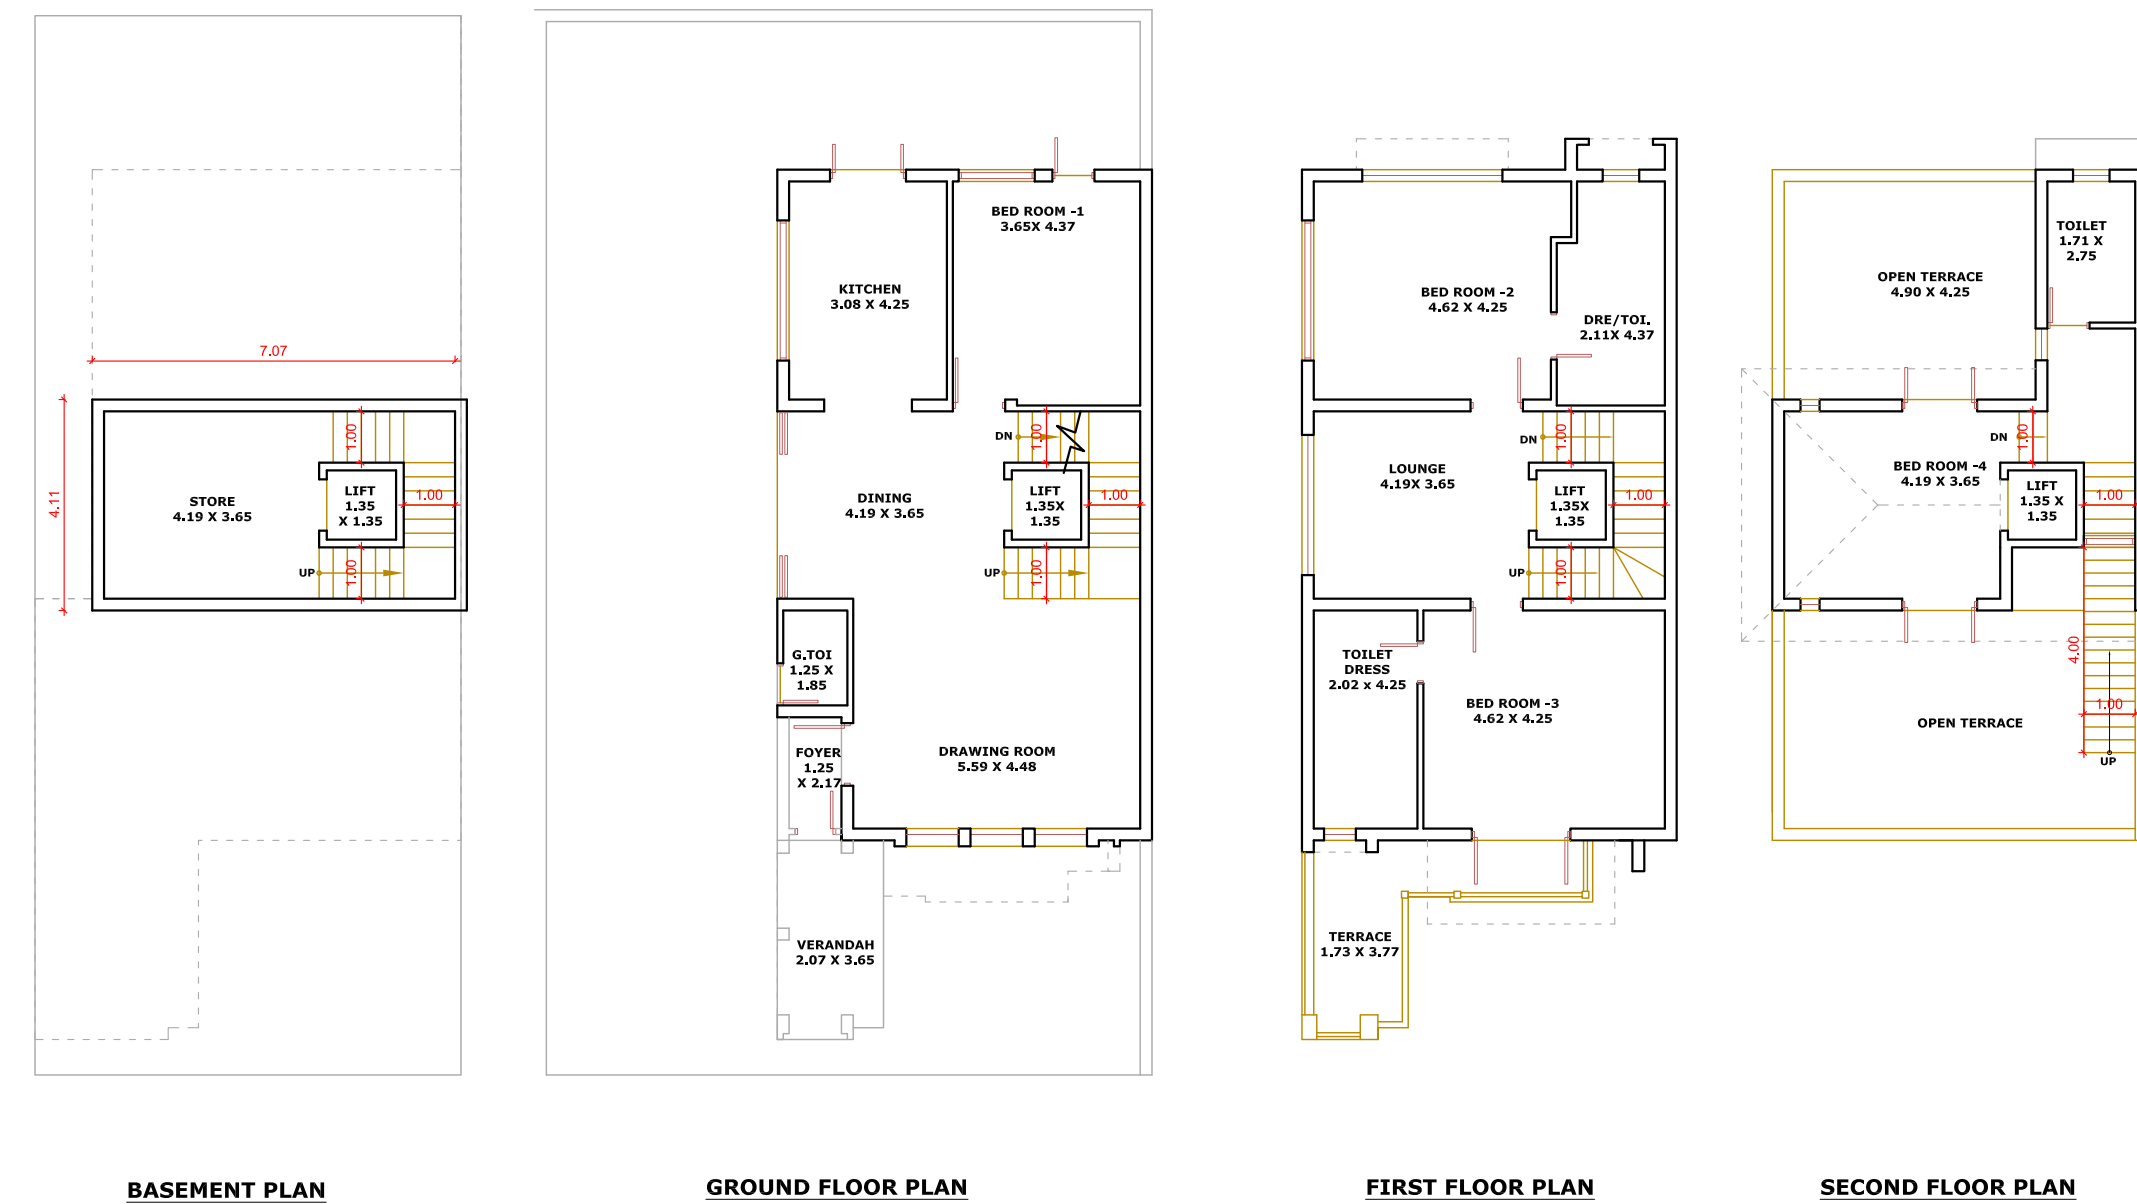 7.07
4.11
1.00
STORE
4.19 X 3.65
LIFT
1.35
X 1.35
1.00
UP
1.00
BASEMENT PLAN
BED ROOM -1
3.65X 4.37
KITCHEN
3.08 X 4.25
DN
1.00
DINING
4.19 X 3.65
LIFT
1.35X
1.35
1.00
UP
1.00
G.TOI
1.25 X
1.85
FOYER
1.25
X 2.17
DRAWING ROOM
5.59 X 4.48
VERANDAH
2.07 X 3.65
GROUND FLOOR PLAN
BED ROOM -2
4.62 X 4.25
DRE/TOI.
2.11X 4.37
DN
1.00
LOUNGE
4.19X 3.65
LIFT
1.35X
1.35
1.00
UP
1.00
TOILET
DRESS
2.02 x 4.25
BED ROOM -3
4.62 X 4.25
TERRACE
1.73 X 3.77
FIRST FLOOR PLAN
TOILET
1.71 X
2.75
OPEN TERRACE
4.90 X 4.25
DN
1.00
BED ROOM -4
4.19 X 3.65
LIFT
1.35 X
1.35
1.00
4.00
1.00
OPEN TERRACE
UP
SECOND FLOOR PLAN